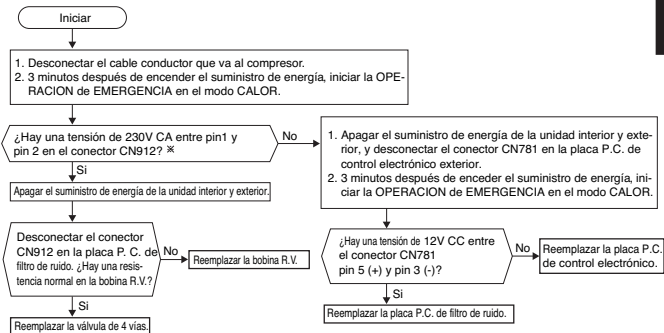 Iniciar
1. Desconectar el cable conductor que va al compresor.
2. 3 minutos después de encender el suministro de energía, iniciar la OPE-
RACION de EMERGENCIA en el modo CALOR.
¿Hay una tensión de 230V CA entre pin1 y
pin 2 en el conector CN912? ※
No
Si
1. Apagar el suministro de energía de la unidad interior y exte-
rior, y desconectar el conector CN781 en la placa P.C. de
control electrónico exterior.
2. 3 minutos después de enceder el suministro de energía, ini-
ciar la OPERACION de EMERGENCIA en el modo CALOR.
Apagar el suministro de energía de la unidad interior y exterior.
Desconectar el conector
CN912 en la placa P. C. de
filtro de ruido. ¿Hay una resis-
tencia normal en la bobina R.V.?
No
Reemplazar la bobina R.V.
Si
Reemplazar la válvula de 4 vías.
¿Hay una tensión de 12V CC entre
el conector CN781
pin 5 (+) y pin 3 (-)?
No
Reemplazar la placa P.C.
de control electrónico.
Si
Reemplazar la placa P.C. de filtro de ruido.